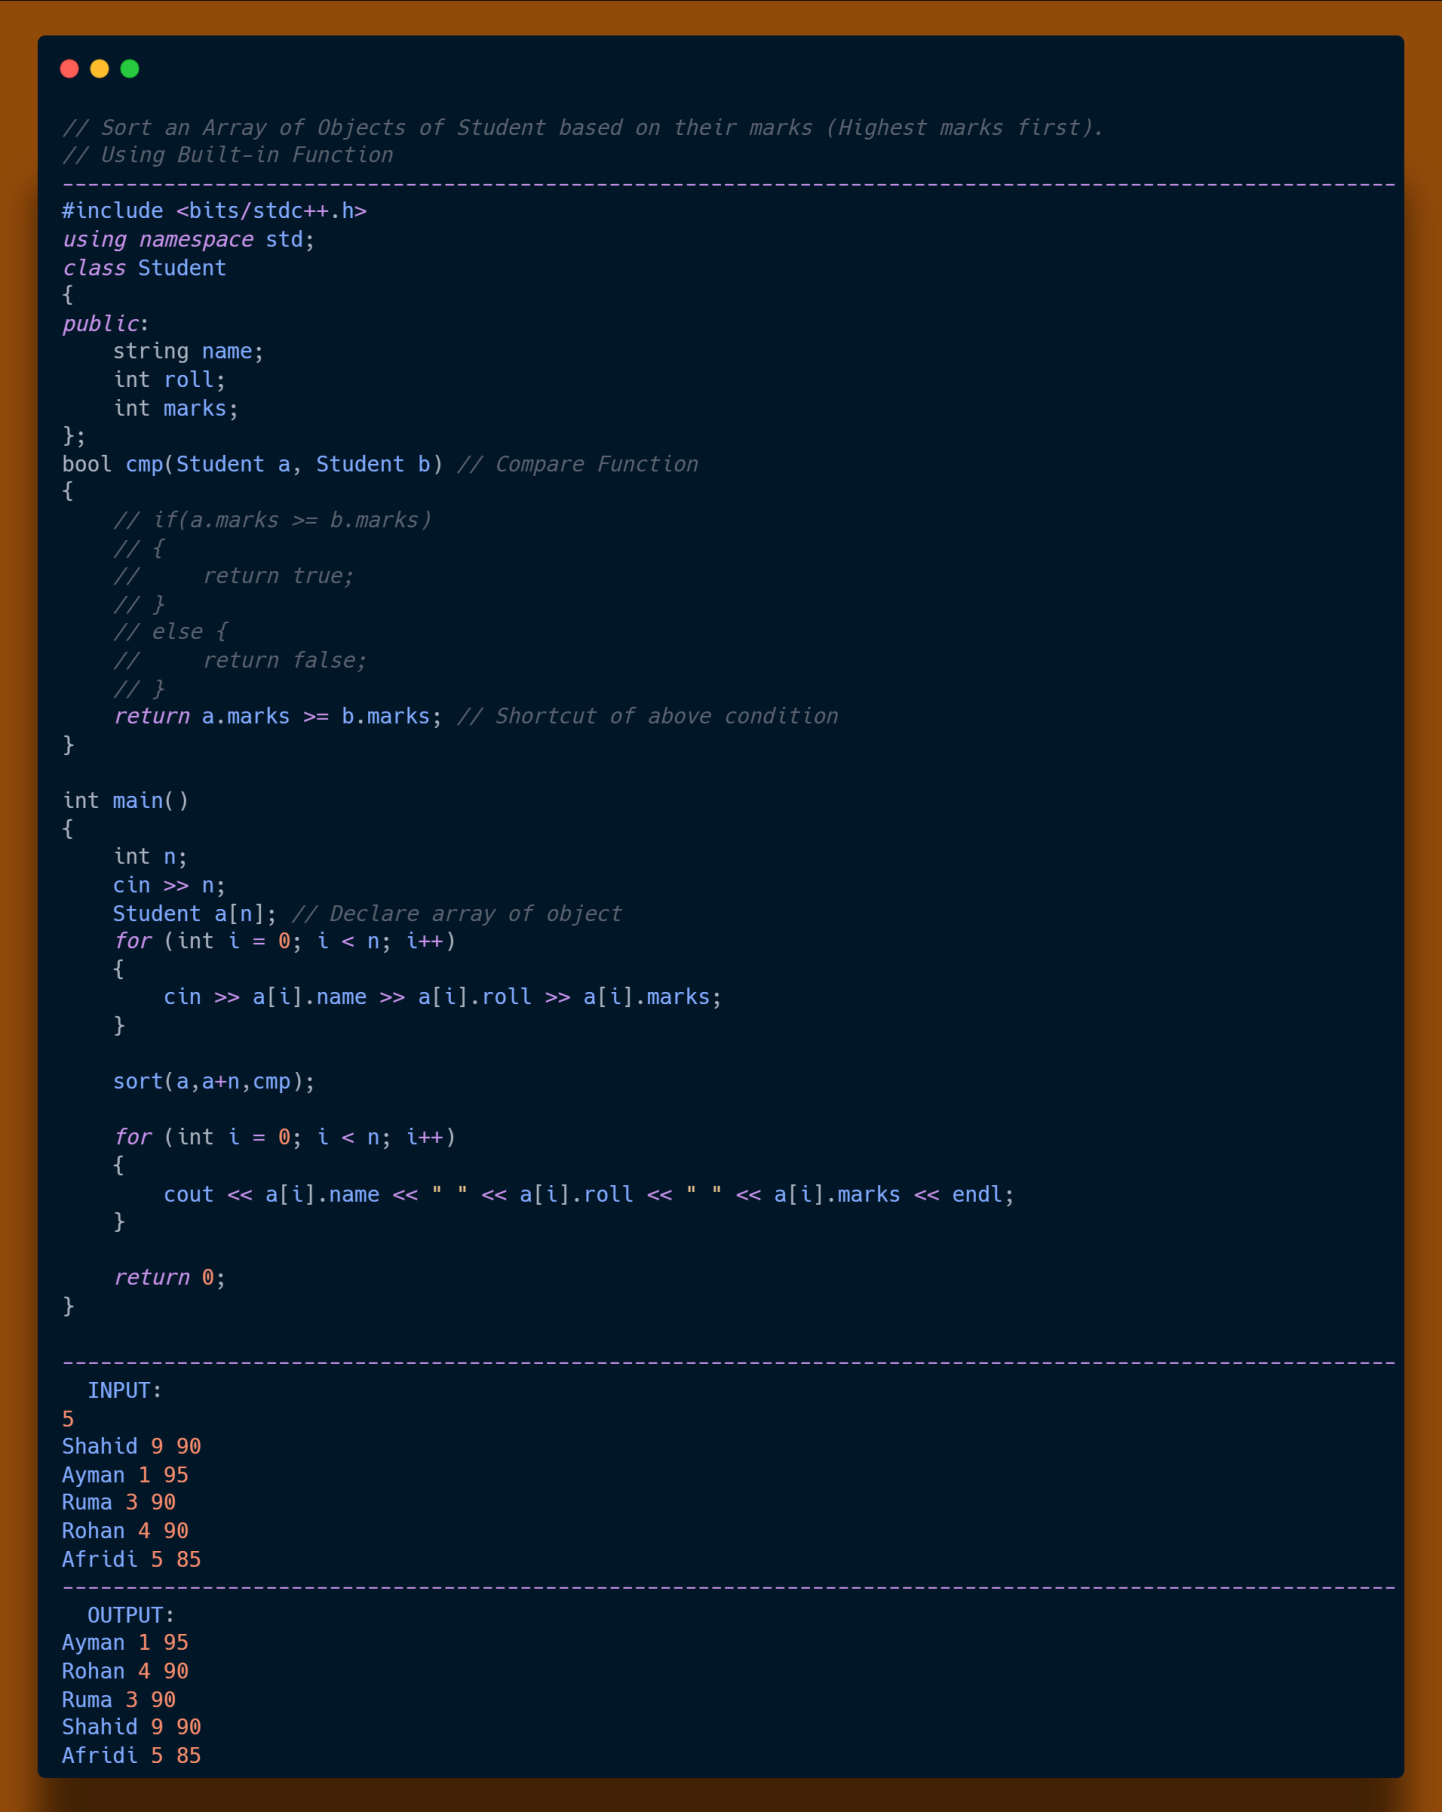 // Sort an Array of Objects of Student based on their marks (Highest marks first).
// Using Built-in Function
---------------------------------------------------------------------------------------------------------
#include <bits/stdc++.h>
using namespace std;
class Student
{
public:
    string name;
    int roll;
    int marks;
};
bool cmp(Student a, Student b) // Compare Function
{
    // if(a.marks >= b.marks)
    // {
    //     return true;
    // }
    // else {
    //     return false;
    // }
    return a.marks >= b.marks; // Shortcut of above condition
}

int main()
{
    int n;
    cin >> n;
    Student a[n]; // Declare array of object
    for (int i = 0; i < n; i++)
    {
        cin >> a[i].name >> a[i].roll >> a[i].marks;
    }

    sort(a,a+n,cmp);

    for (int i = 0; i < n; i++)
    {
        cout << a[i].name << " " << a[i].roll << " " << a[i].marks << endl;
    }

    return 0;
}

---------------------------------------------------------------------------------------------------------
  INPUT:
5
Shahid 9 90
Ayman 1 95
Ruma 3 90
Rohan 4 90
Afridi 5 85
---------------------------------------------------------------------------------------------------------
  OUTPUT:
Ayman 1 95
Rohan 4 90
Ruma 3 90
Shahid 9 90
Afridi 5 85